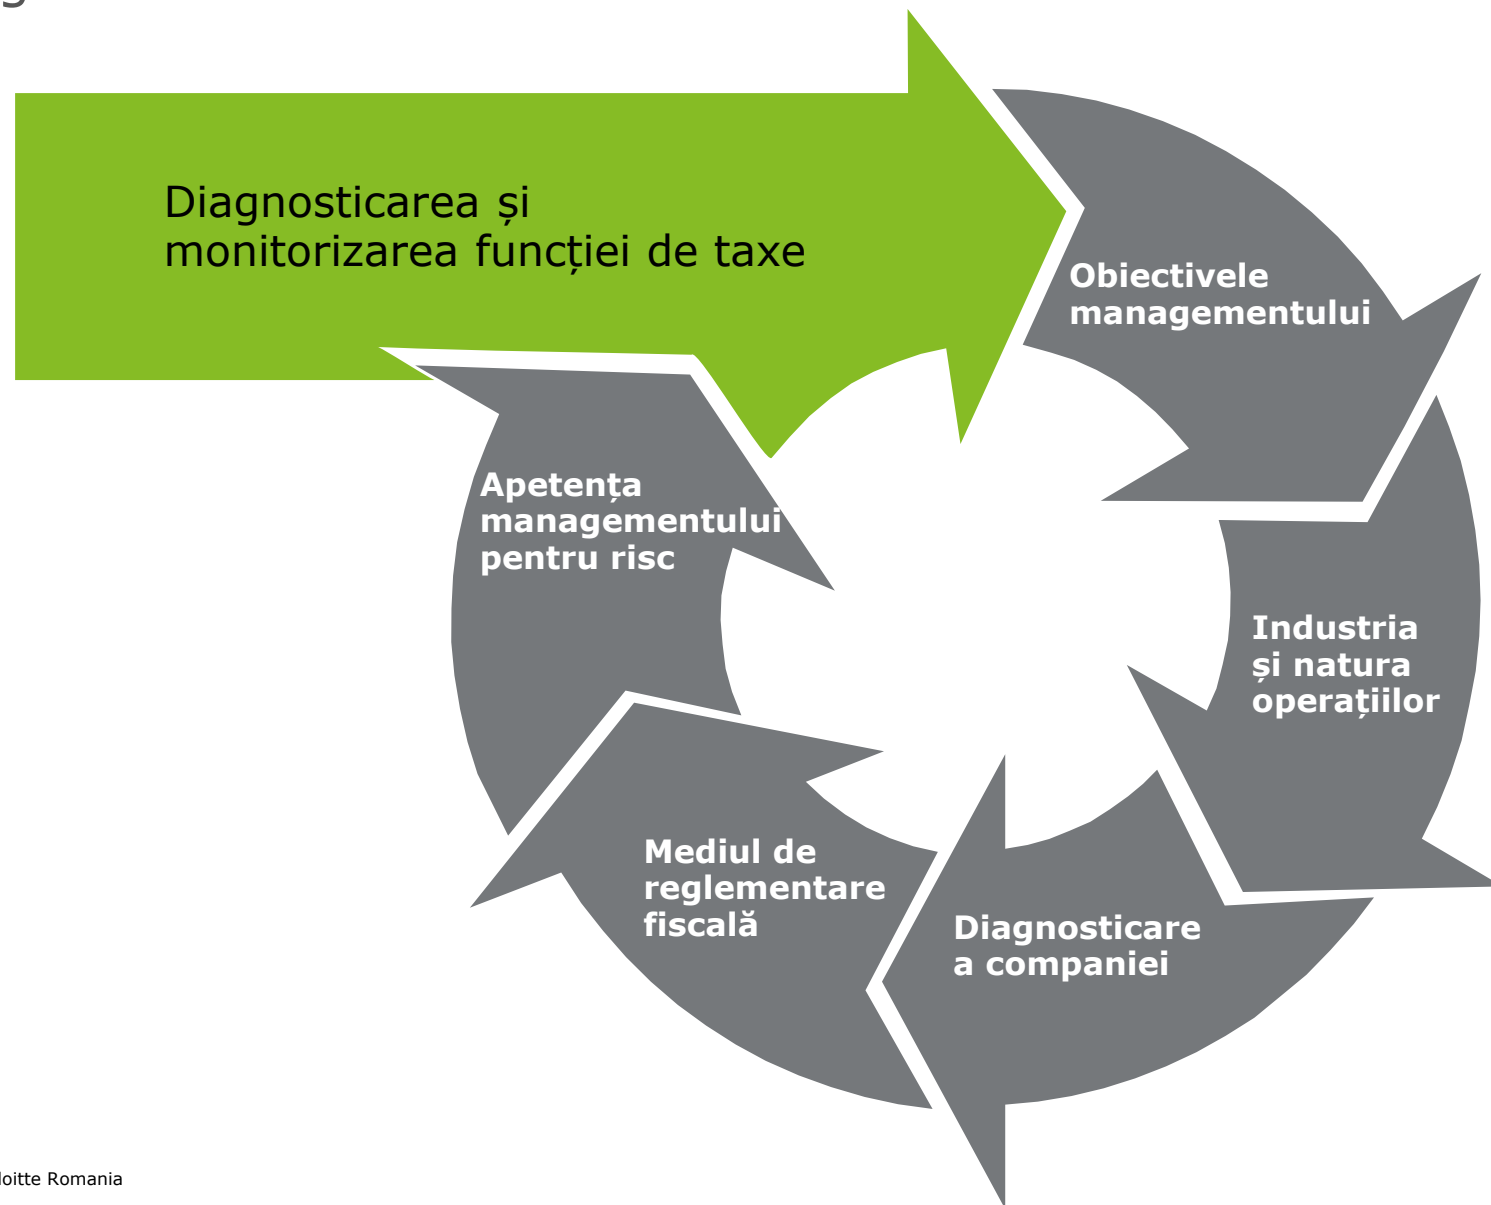 Diagnosticarea și
monitorizarea funcției de taxe
Obiectivele
managementului
Industria
și natura
operațiilor
Diagnosticare
a companiei
Mediul de
reglementare
fiscală
Apetența
managementului
pentru risc
loitte Romania